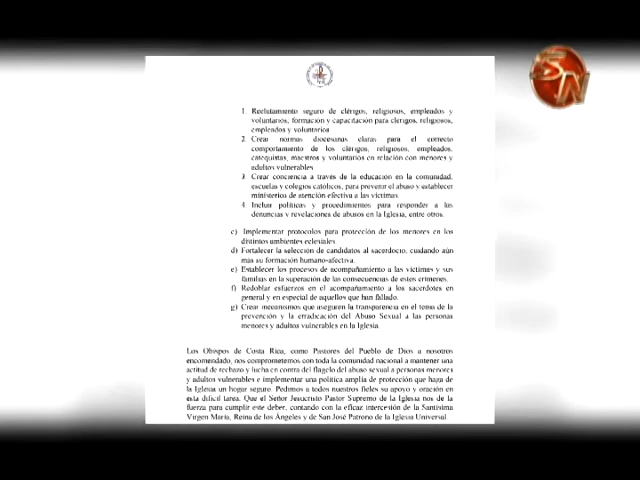 SN
1. Reclutamiento seguro de clérigos, religiosos, empleados y
voluntarios, formación y capacitación para clérigos, religiosos,
empleados y voluntarios
2. Crear normas diocesanas claras para el correcto
comportamiento de los clérigos, religiosos, empleados,
catequistas, maestros y voluntarios en relación con menores y
adultos vulnerables
3. Crear conciencia a través de la educación en la comunidad,
escuelas y colegios católicos, para prevenir el abuso y establecer
ministerios de atención efectiva a las víctimas.
4. Incluir políticas y procedimientos para responder a las
denuncias y revelaciones de abusos en la Iglesia, entre otros.
c) Implementar protocolos para protección de los menores en los
distintos ambientes eclesiales.
d) Fortalecer la selección de candidatos al sacerdocio, cuidando aún
más su formación humano-afectiva.
e) Establecer los procesos de acompañamiento a las víctimas y sus
familias en la superación de las consecuencias de estos crímenes.
f) Redoblar esfuerzos en el acompañamiento a los sacerdotes en
general y en especial de aquellos que han fallado.
g) Crear mecanismos que aseguren la transparencia en el tema de la
prevención y la erradicación del Abuso Sexual a las personas
menores y adultos vulnerables en la Iglesia.
Los Obispos de Costa Rica, como Pastores del Pueblo de Dios a nosotros
encomendado, nos comprometemos con toda la comunidad nacional a mantener una
actitud de rechazo y lucha en contra del flagelo del abuso sexual a personas menores
y adultos vulnerables e implementar una política amplia de protección que haga de
la Iglesia un hogar seguro. Pedimos a todos nuestros fieles su apoyo y oración en
esta difícil tarea. Que el Señor Jesucristo Pastor Supremo de la Iglesia nos de la
fuerza para cumplir este deber, contando con la eficaz intercesión de la Santísima
Virgen María, Reina de los Ángeles y de San José Patrono de la Iglesia Universal